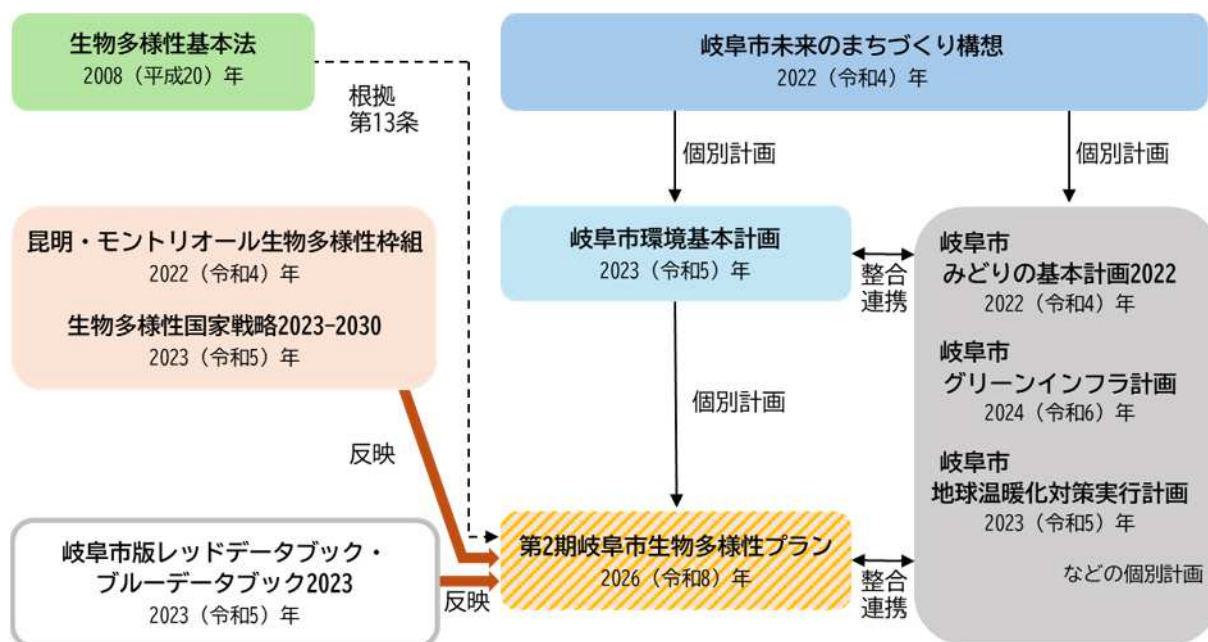 生物多様性基本法
2008（平成20）年
岐阜市未来のまちづくり構想
2022（令和4）年
根拠
第13条
個別計画
個別計画
昆明・モントリオール生物多様性枠組
2022（令和4）年
生物多様性国家戦略2023-2030
2023（令和5）年
岐阜市環境基本計画
2023（令和5）年
整合
連携
岐阜市
みどりの基本計画2022
2022（令和4）年
岐阜市
グリーンインフラ計画
2024（令和6）年
岐阜市
地球温暖化対策実行計画
2023（令和5）年
などの個別計画
個別計画
反映
岐阜市版レッドデータブック・
ブルーデータブック2023
2023（令和5）年
反映
第2期岐阜市生物多様性プラン
2026（令和8）年
整合
連携